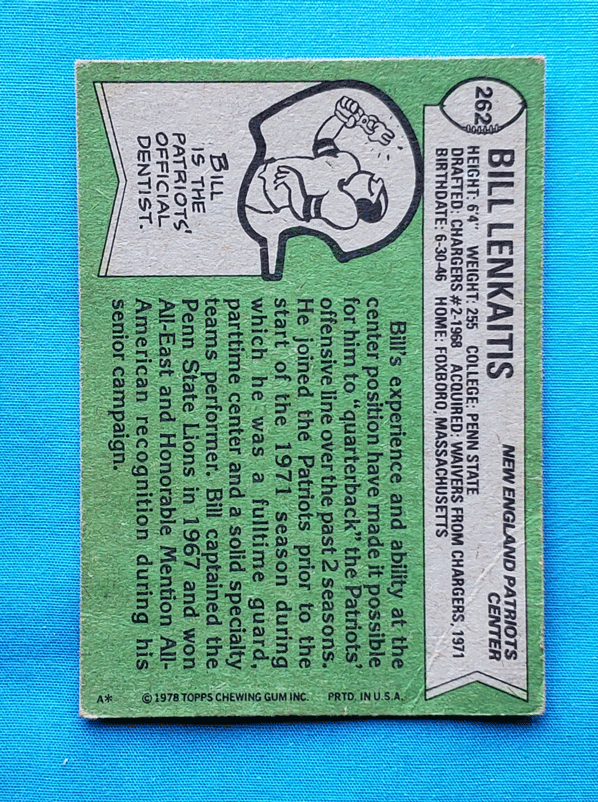 262
BILL LENKAITIS
NEW ENGLAND PATRIOTS
CENTER
HEIGHT: 6'4" WEIGHT: 255 COLLEGE: PENN STATE
DRAFTED: CHARGERS #2-1968 ACQUIRED: WAIVERS FROM CHARGERS, 1971
BIRTHDATE: 6-30-46 HOME: FOXBORO, MASSACHUSETTS
BILL
IS THE
PATRIOTS'
OFFICIAL
DENTIST.
Bill's experience and ability at the
center position have made it possible
for him to "quarterback" the Patriots'
offensive line over the past 2 seasons.
He joined the Patriots prior to the
start of the 1971 season during
which he was a fulltime guard,
partime center and a solid specialty
teams performer. Bill captained the
Penn State Lions in 1967 and won
All-East and Honorable Mention All-
American recognition during his
senior campaign.
A* © 1978 TOPPS CHEWING GUM INC. PRTD. IN U.S.A.